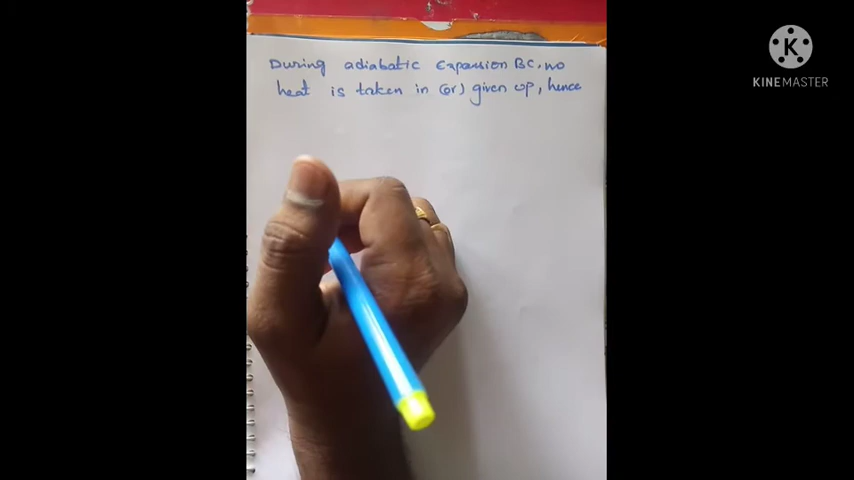 During adiabatic Expansion BC, no
heat is taken in (or) given up, hence
K
KINEMASTER